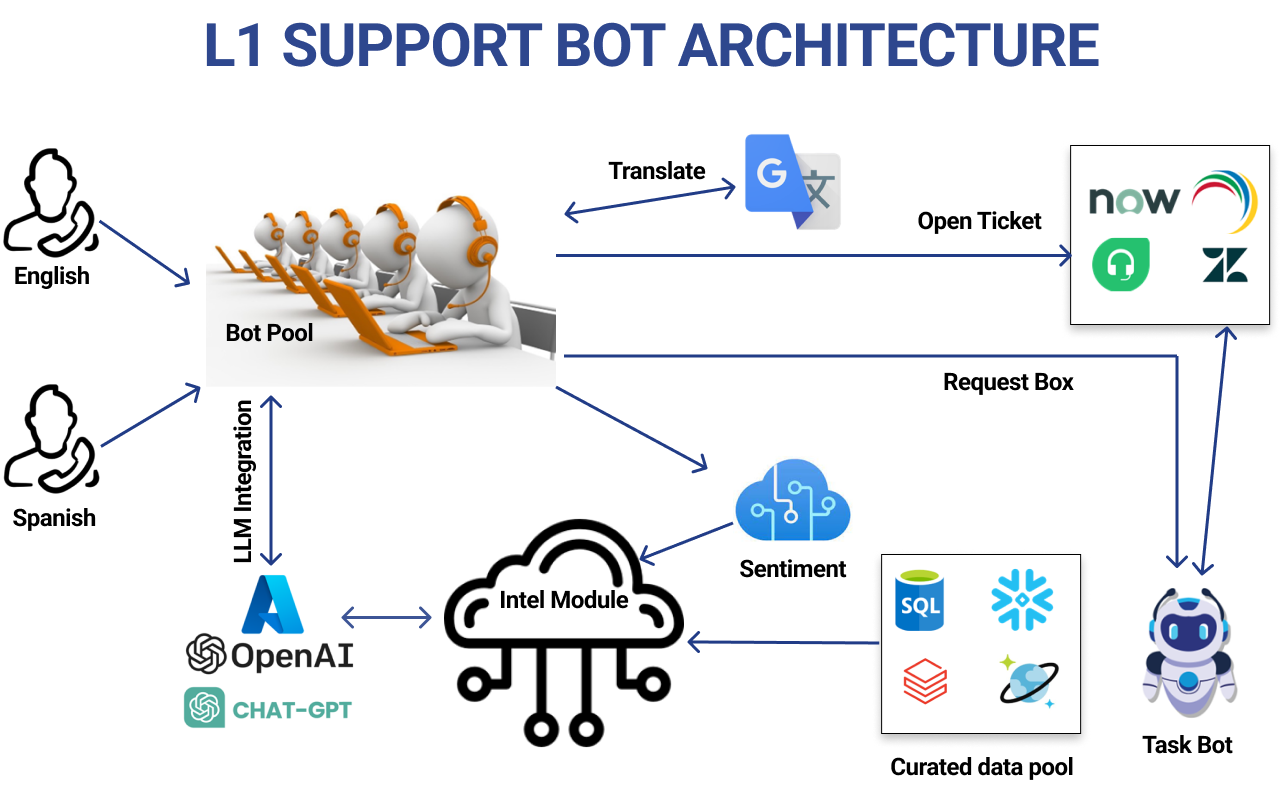 L1 SUPPORT BOT ARCHITECTURE
Translate
G 文
Open Ticket
now
English
Bot Pool
Request Box
LLM Integration
Spanish
Sentiment
Intel Module
SQL
OpenAI
CHAT-GPT
Task Bot
Curated data pool